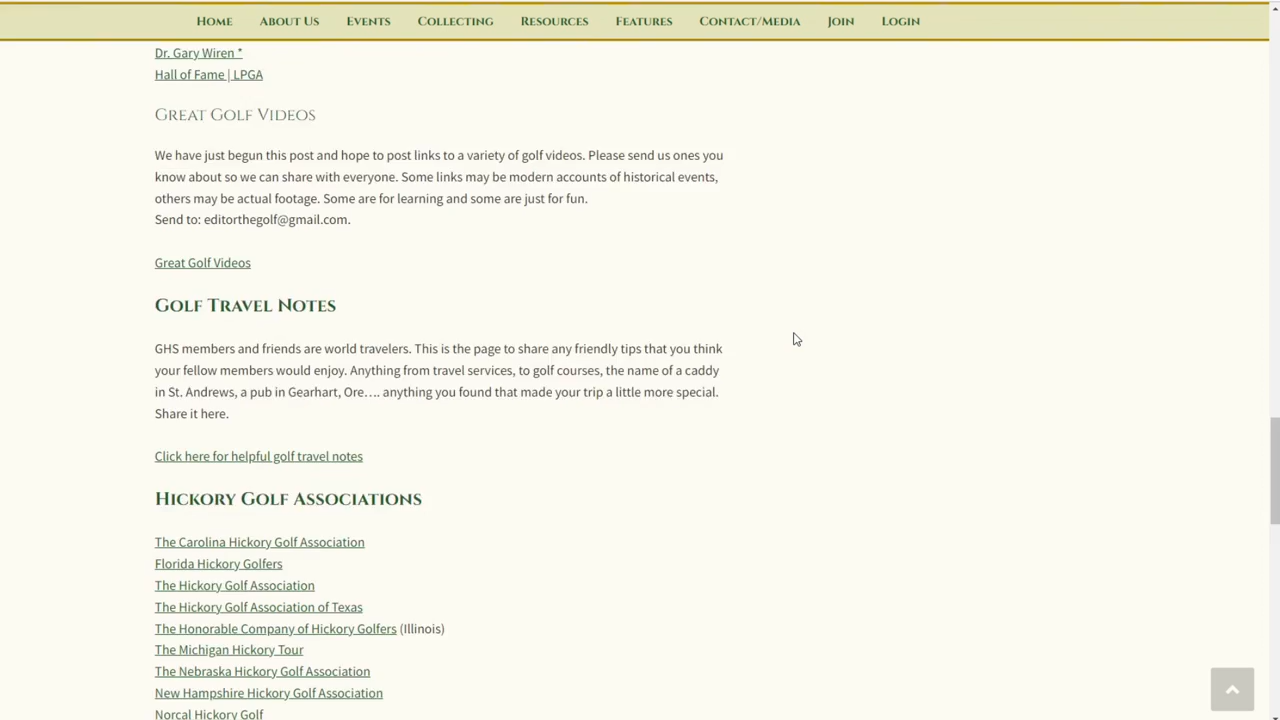 Home About Us Events Collecting Resources Features Contact/Media Join Login
Dr. Gary Wiren *
Hall of Fame | LPGA
Great Golf Videos
We have just begun this post and hope to post links to a variety of golf videos. Please send us ones you
know about so we can share with everyone. Some links may be modern accounts of historical events,
others may be actual footage. Some are for learning and some are just for fun.
Send to: editorthegolf@gmail.com.
Great Golf Videos
Golf Travel Notes
GHS members and friends are world travelers. This is the page to share any friendly tips that you think
your fellow members would enjoy. Anything from travel services, to golf courses, the name of a caddy
in St. Andrews, a pub in Gearhart, Ore…. anything you found that made your trip a little more special.
Share it here.
Click here for helpful golf travel notes
Hickory Golf Associations
The Carolina Hickory Golf Association
Florida Hickory Golfers
The Hickory Golf Association
The Hickory Golf Association of Texas
The Honorable Company of Hickory Golfers (Illinois)
The Michigan Hickory Tour
The Nebraska Hickory Golf Association
New Hampshire Hickory Golf Association
Norcal Hickory Golf